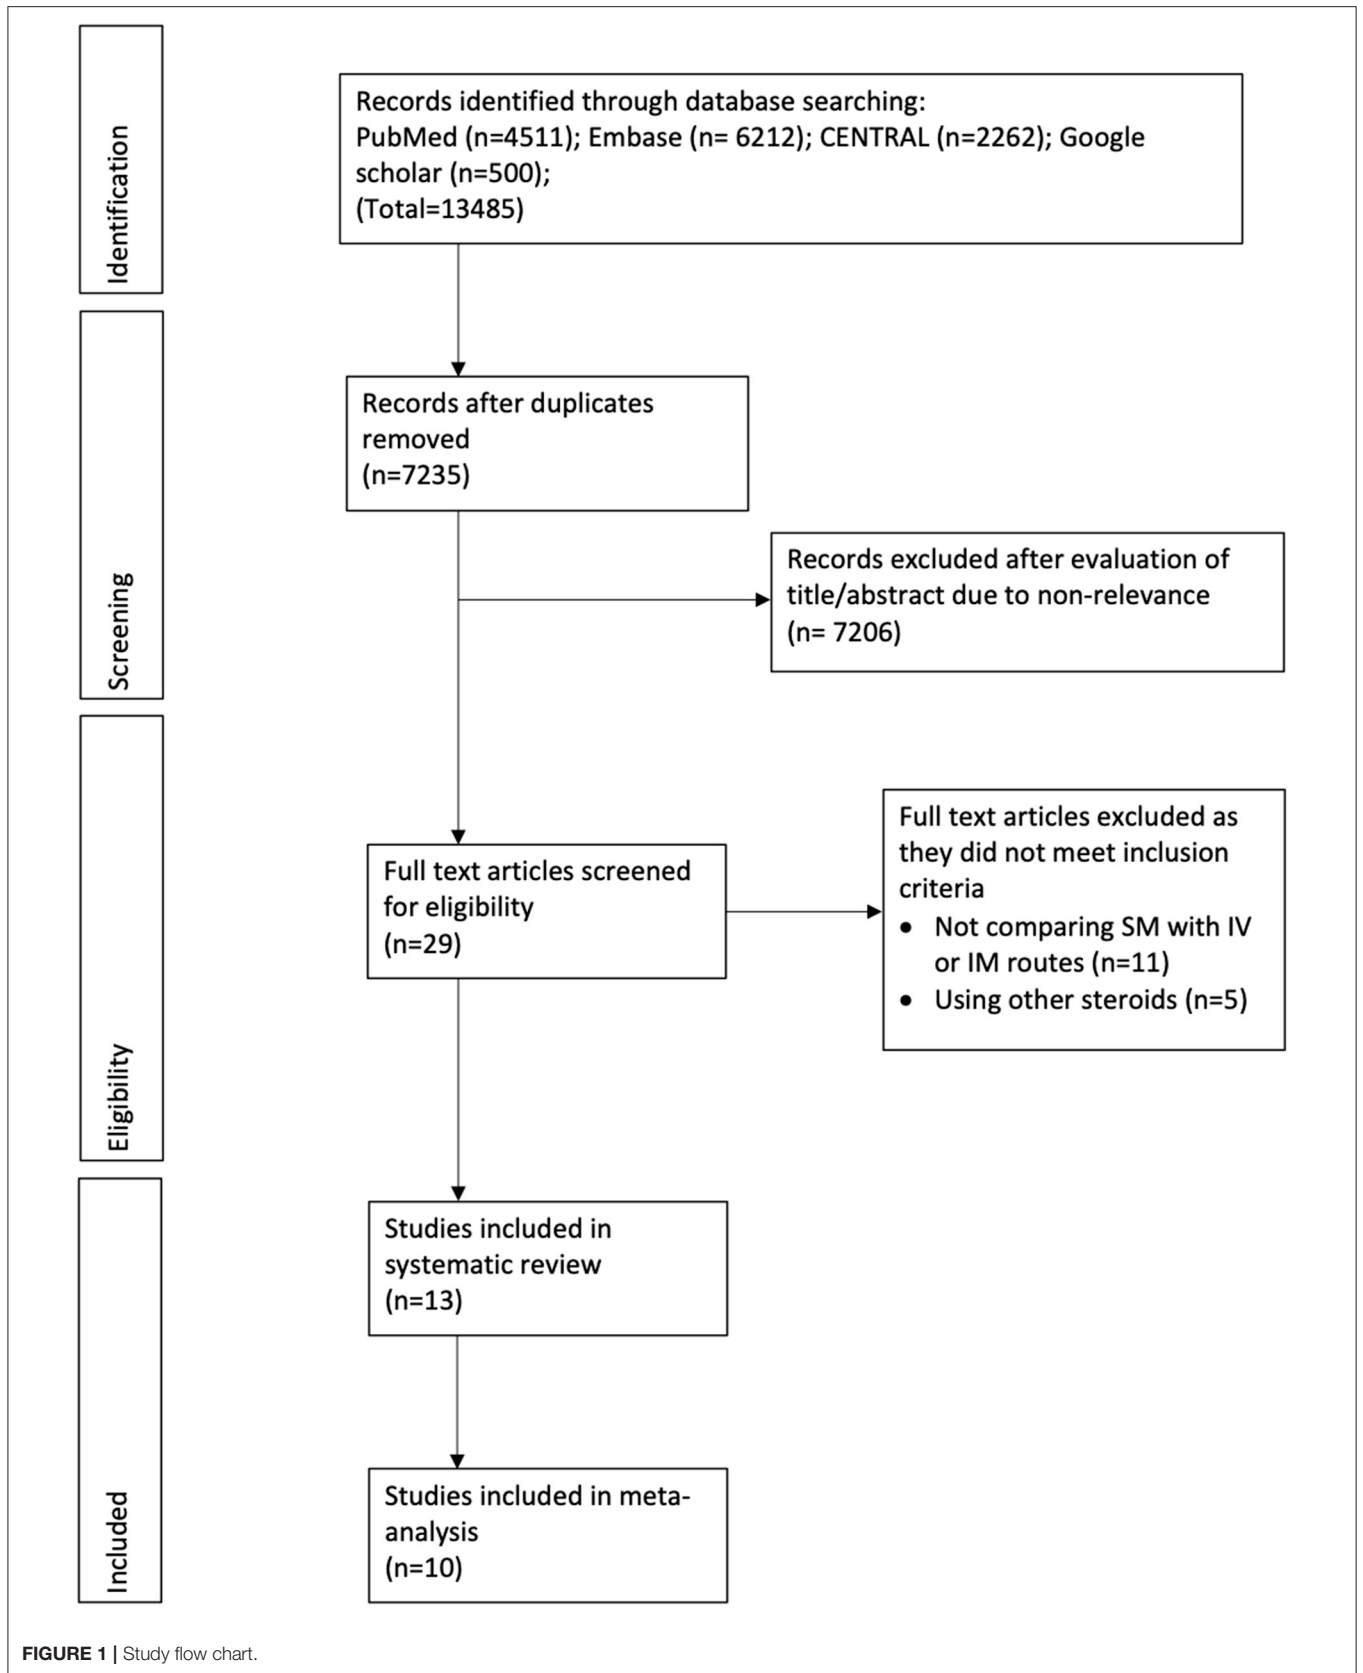 Identification
Records identified through database searching:
PubMed (n=4511); Embase (n= 6212); CENTRAL (n=2262); Google
scholar (n=500);
(Total=13485)
Screening
Records after duplicates
removed
(n=7235)
Records excluded after evaluation of
title/abstract due to non-relevance
(n= 7206)
Eligibility
Full text articles screened
for eligibility
(n=29)
Full text articles excluded as
they did not meet inclusion
criteria
• Not comparing SM with IV
or IM routes (n=11)
• Using other steroids (n=5)
Included
Studies included in
systematic review
(n=13)
Studies included in meta-
analysis
(n=10)
FIGURE 1 | Study flow chart.